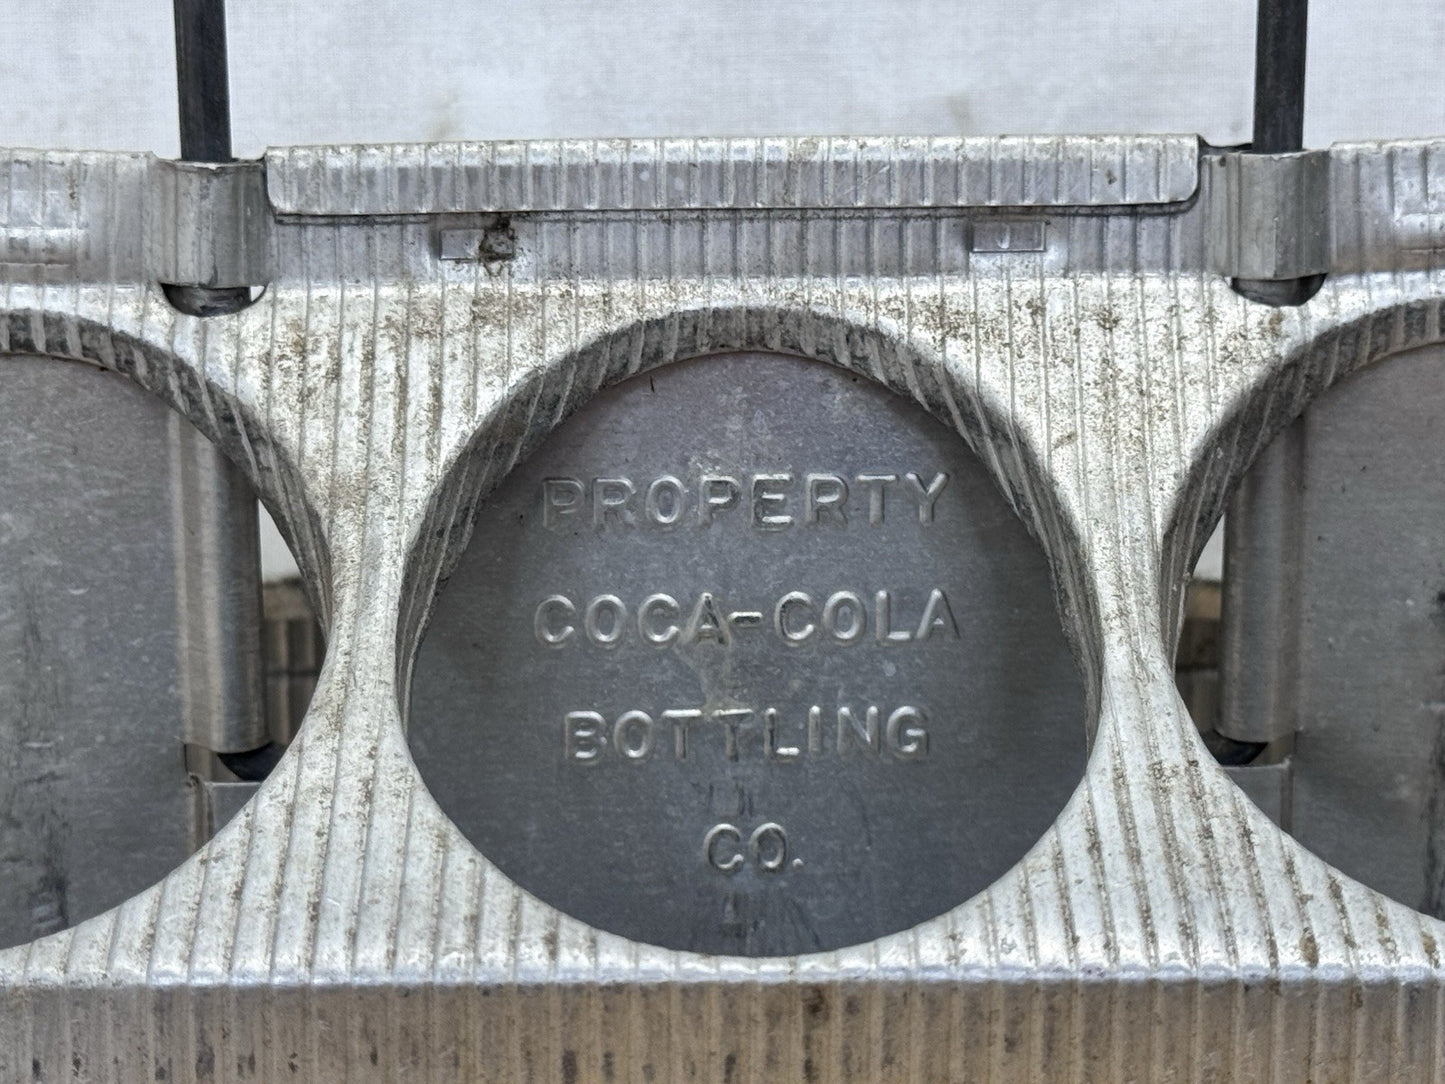 PROPERTY
COCA-COLA
BOTTLING
CO.